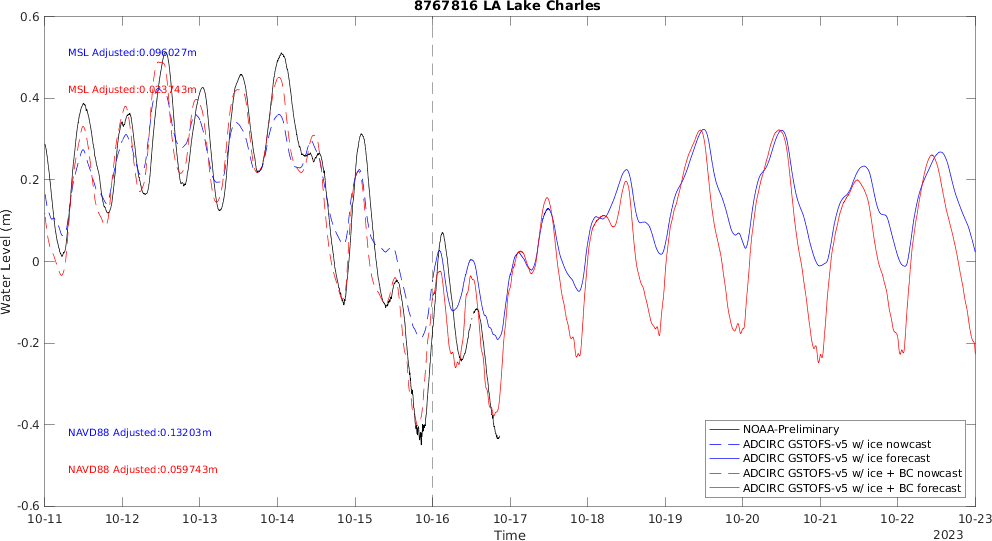 8767816 LA Lake Charles
0.6
0.4
0.2
0
-0.2
-0.4
-0.6
Water Level (m)
MSL Adjusted:0.096027m
MSL Adjusted:0.023743m
NAVD88 Adjusted:0.13203m
NAVD88 Adjusted:0.059743m
NOAA-Preliminary
ADCIRC GSTOFS-v5 w/ ice nowcast
ADCIRC GSTOFS-v5 w/ ice forecast
ADCIRC GSTOFS-v5 w/ ice + BC nowcast
ADCIRC GSTOFS-v5 w/ ice + BC forecast
10-11 10-12 10-13 10-14 10-15 10-16 10-17 10-18 10-19 10-20 10-21 10-22 10-23
Time
2023